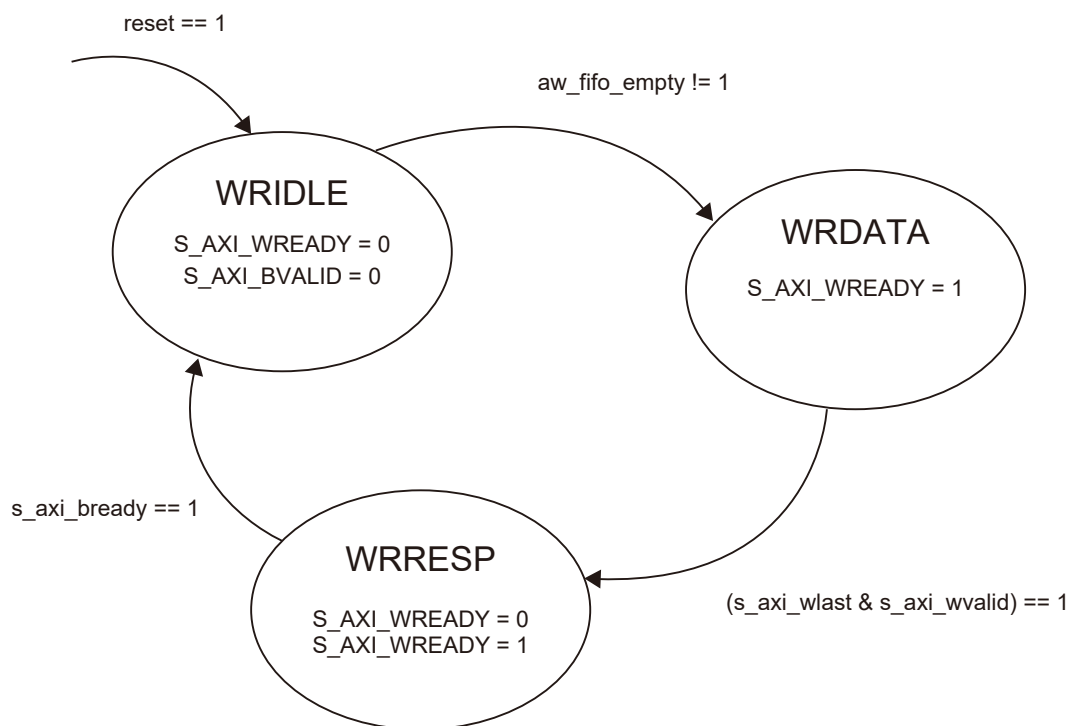 reset == 1
aw_fifo_empty != 1
WRIDLE
S_AXI_WREADY = 0
S_AXI_BVALID = 0
WRDATA
S_AXI_WREADY = 1
s_axi_bready == 1
WRRESP
S_AXI_WREADY = 0
S_AXI_WREADY = 1
(s_axi_wlast & s_axi_wvalid) == 1